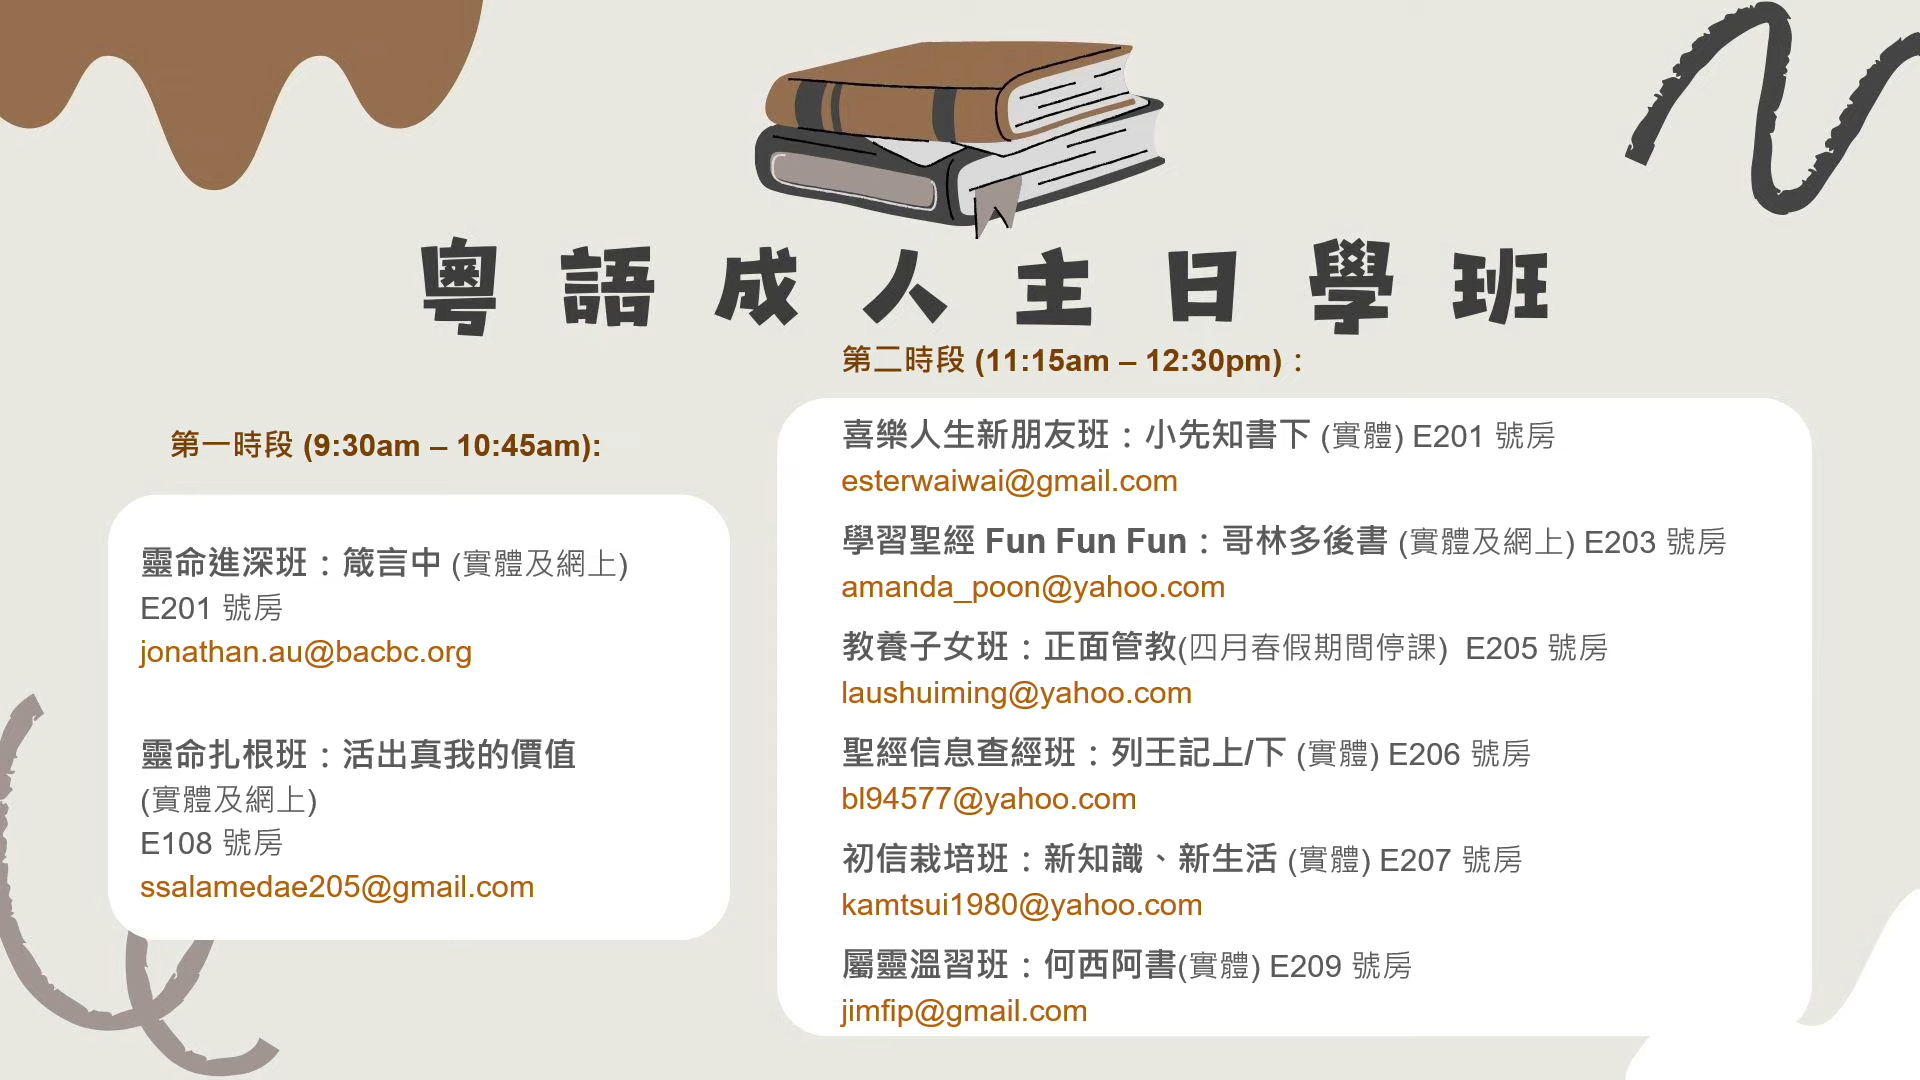 粵語成人主日學班
第一時段 (9:30am – 10:45am):
靈命進深班：箴言中 (實體及網上)
E201 號房
jonathan.au@bacbc.org
靈命扎根班：活出真我的價值
(實體及網上)
E108 號房
ssalamedae205@gmail.com
第二時段 (11:15am – 12:30pm)：
喜樂人生新朋友班：小先知書下 (實體) E201 號房
esterwaiwai@gmail.com
學習聖經 Fun Fun Fun：哥林多後書 (實體及網上) E203 號房
amanda_poon@yahoo.com
教養子女班：正面管教(四月春假期間停課)  E205 號房
laushuiming@yahoo.com
聖經信息查經班：列王記上/下 (實體) E206 號房
bl94577@yahoo.com
初信栽培班：新知識、新生活 (實體) E207 號房
kamtsui1980@yahoo.com
屬靈溫習班：何西阿書(實體) E209 號房
jimfip@gmail.com